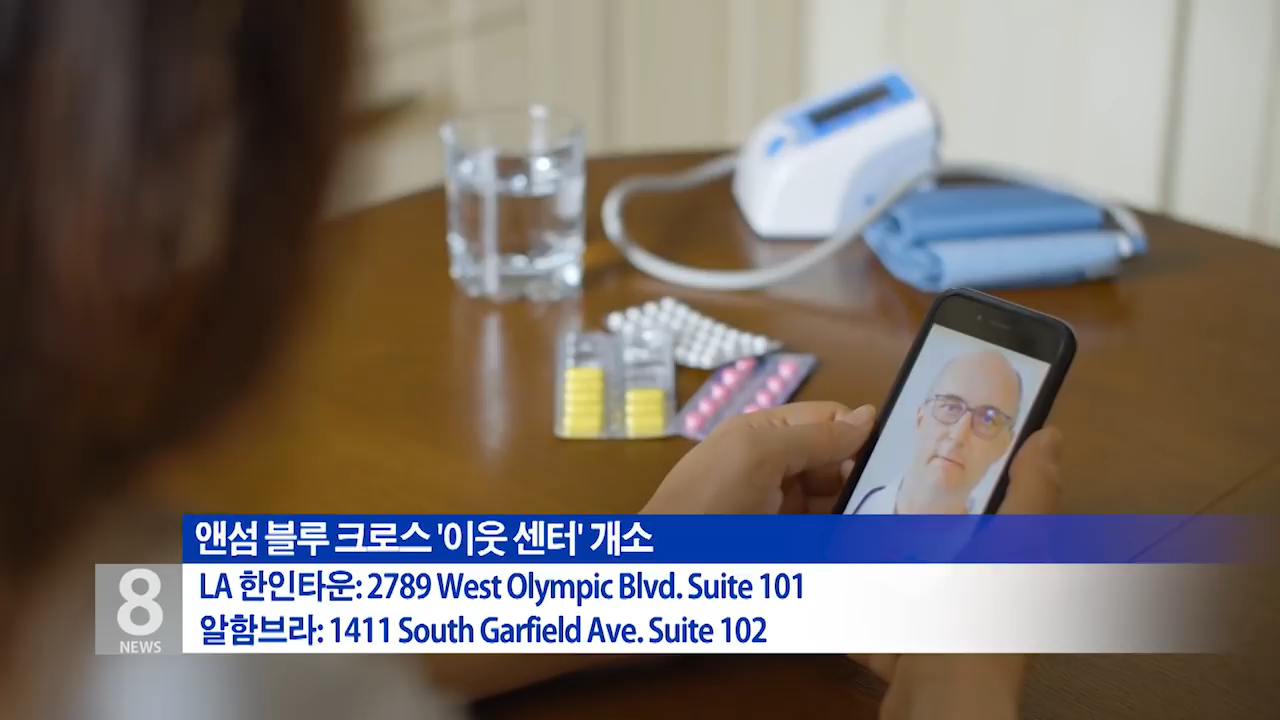 앤섬 블루 크로스 '이웃 센터' 개소
LA 한인타운: 2789 West Olympic Blvd. Suite 101
알함브라: 1411 South Garfield Ave. Suite 102
8
NEWS